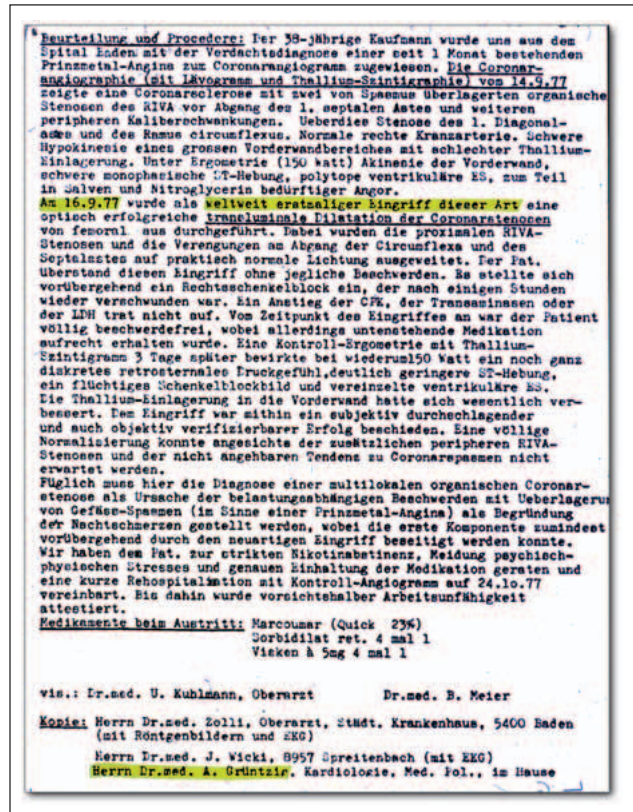 Beurteilung und Procedere: Der 38-jährige Kaufmann wurde uns aus dem
Spital Baden mit der Verdachtsdiagnose einer seit 1 Monat bestehenden
Prinzmetal-Angina zum Coronarangiogramm zugewiesen. Die Coronar-
angiographie (mit Lävogramm und Thallium-Szintigraphie) vom 14.9.77
zeigte eine Coronarsclerose mit zwei von Spasmus überlagerten organische
Stenosen des RIVA vor Abgang des 1. septalen Astes und weiteren
peripheren Kaliberschwankungen. Ueberdies Stenose des 1. Diagonal-
astes und des Ramus circumflexus. Normale rechte Kranzarterie. Schwere
Hypokinesie eines grossen Vorderwandbereiches mit schlechter Thallium-
Einlagerung. Unter Ergometrie (150 Watt) Akinesie der Vorderwand,
schwere monophasische ST-Hebung, polytope ventrikuläre ES, zum Teil
in Salven und Nitroglycerin bedürftiger Angor.
Am 16.9.77 wurde als weltweit erstmaliger Eingriff dieser Art eine
optisch erfolgreiche transluminale Dilatation der Coronarstenosen
von femoral aus durchgeführt. Dabei wurden die proximalen RIVA-
Stenosen und die Verengungen am Abgang der Circumflexa und des
Septalastes auf praktisch normale Lichtung ausgeweitet. Der Pat.
überstand diesen Eingriff ohne jegliche Beschwerden. Es stellte sich
vorübergehend ein Rechtsschenkelblock ein, der nach einigen Stunden
wieder verschwunden war. Ein Anstieg der CPK, der Transaminasen oder
der LDH trat nicht auf. Vom Zeitpunkt des Eingriffes an war der Patient
völlig beschwerdefrei, wobei allerdings untenstehende Medikation
aufrecht erhalten wurde. Eine Kontroll-Ergometrie mit Thallium-
Szintigramm 3 Tage später bewirkte bei wiederum150 Watt ein noch ganz
diskretes retrosternales Druckgefühl,deutlich geringere ST-Hebung,
ein flüchtiges Schenkelblockbild und vereinzelte ventrikuläre ES.
Die Thallium-Einlagerung in die Vorderwand hatte sich wesentlich ver-
bessert. Dem Eingriff war mithin ein subjektiv durchschlagender
und auch objektiv verifizierbarer Erfolg beschieden. Eine völlige
Normalisierung konnte angesichts der zusätzlichen peripheren RIVA-
Stenosen und der nicht angehbaren Tendenz zu Coronarspasmen nicht
erwartet werden.
Füglich muss hier die Diagnose einer multilokalen organischen Coronar-
stenose als Ursache der belastungsabhängigen Beschwerden mit Ueberlagerun
von Gefäss-Spasmen (im Sinne einer Prinzmetal-Angina) als Begründung
der Nachtschmerzen gestellt werden, wobei die erste Komponente zumindest
vorübergehend durch den neuartigen Eingriff beseitigt werden konnte.
Wir haben dem Pat. zur strikten Nikotinabstinenz, Meidung psychisch-
physischen Stresses und genauen Einhaltung der Medikation geraten und
eine kurze Rehospitalisation mit Kontroll-Angiogramm auf 24.10.77
vereinbart. Bis dahin wurde vorsichtshalber Arbeitsunfähigkeit
attestiert.
Medikamente beim Austritt: Marcoumar (Quick 23%)
Sorbidilat ret. 4 mal 1
Visken à 5mg 4 mal 1
vis.: Dr.med. U. Kuhlmann, Oberarzt Dr.med. B. Meier
Kopie: Herrn Dr.med. Zolli, Oberarzt, Städt. Krankenhaus, 5400 Baden
(mit Röntgenbildern und EKG)
Herrn Dr.med. J. Wicki, 8957 Spreitenbach (mit EKG)
Herrn Dr.med. A. Grüntzig, Kardiologie, Med. Pol., im Hause